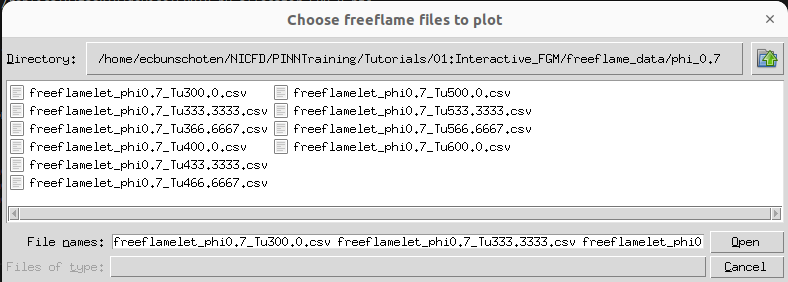 Choose freeflame files to plot
Directory: /home/ecbunschoten/NICFD/PINNTraining/Tutorials/01:Interactive_FGM/freeflame_data/phi_0.7
freeflamelet_phi0.7_Tu300.0.csv
freeflamelet_phi0.7_Tu333.3333.csv
freeflamelet_phi0.7_Tu366.6667.csv
freeflamelet_phi0.7_Tu400.0.csv
freeflamelet_phi0.7_Tu433.3333.csv
freeflamelet_phi0.7_Tu466.6667.csv
freeflamelet_phi0.7_Tu500.0.csv
freeflamelet_phi0.7_Tu533.3333.csv
freeflamelet_phi0.7_Tu566.6667.csv
freeflamelet_phi0.7_Tu600.0.csv
File names: freeflamelet_phi0.7_Tu300.0.csv freeflamelet_phi0.7_Tu333.3333.csv freeflamelet_phi0 Open
Files of type: Cancel